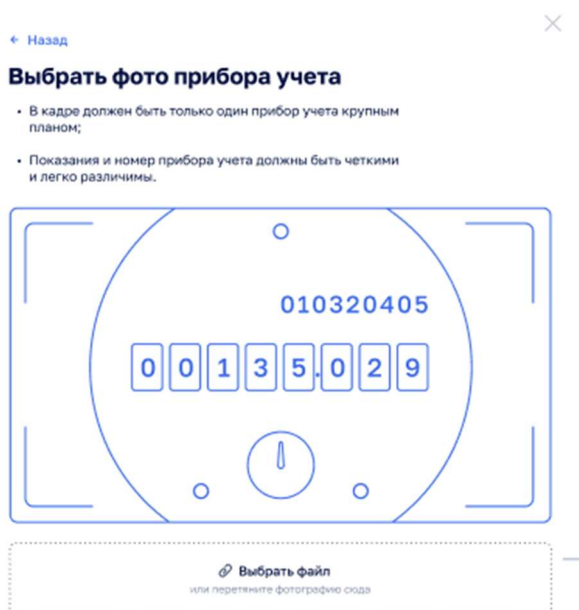 ← Назад
Выбрать фото прибора учета
• В кадре должен быть только один прибор учета крупным
планом;
• Показания и номер прибора учета должны быть четкими
и легко различимы.
010320405
00135.029
Выбрать файл
или перетяните фотографию сюда